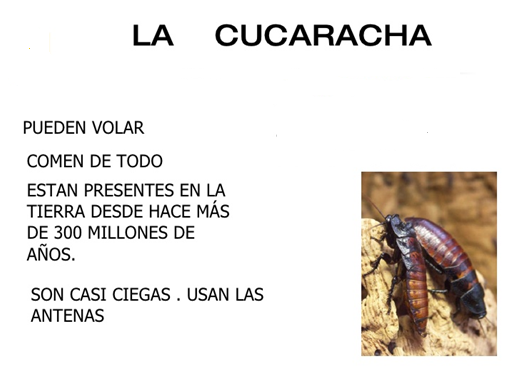 LA CUCARACHA
PUEDEN VOLAR
COMEN DE TODO
ESTAN PRESENTES EN LA
TIERRA DESDE HACE MÁS
DE 300 MILLONES DE
AÑOS.
SON CASI CIEGAS . USAN LAS
ANTENAS